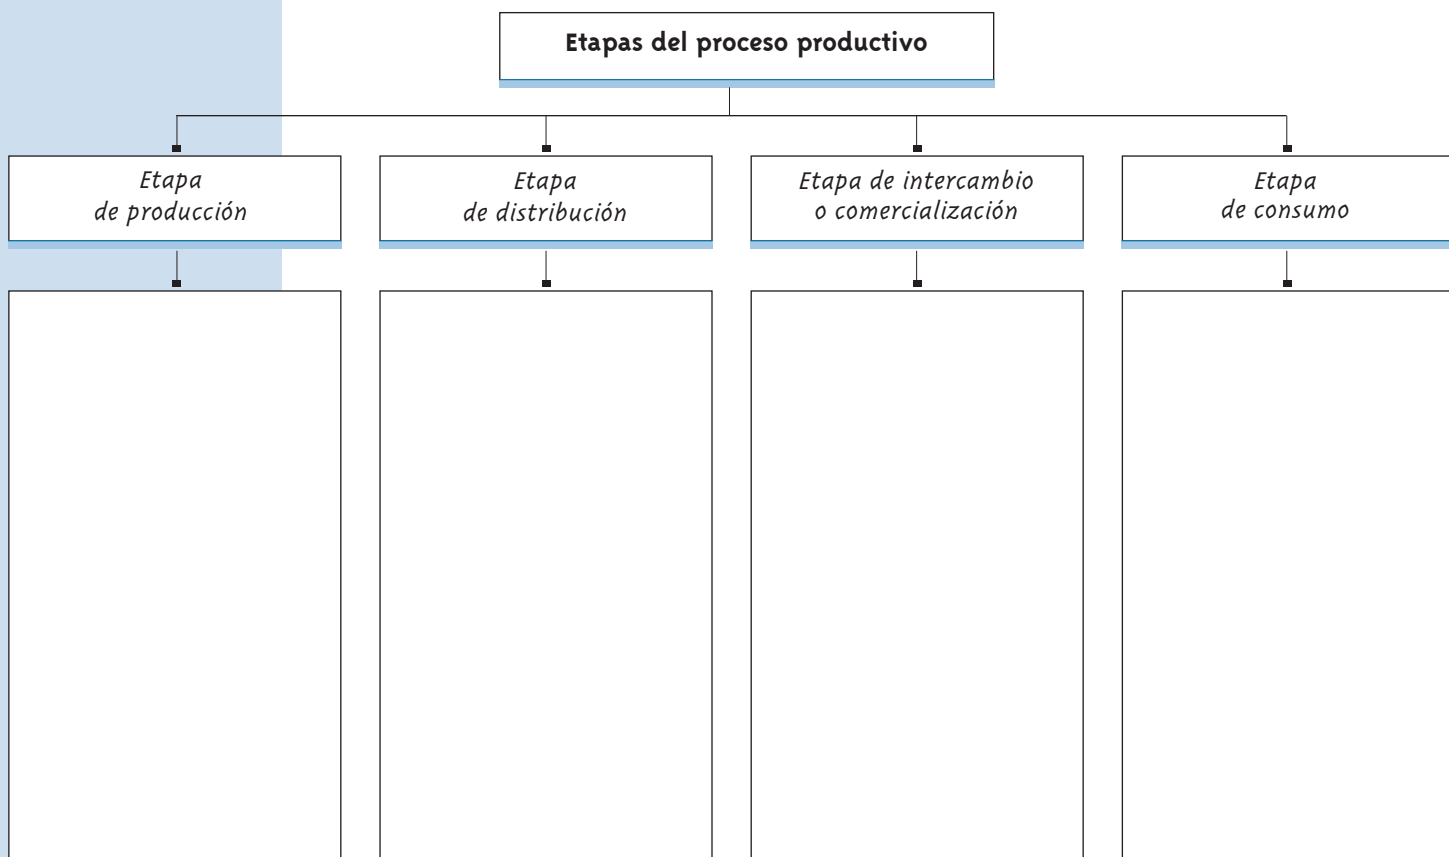 Etapas del proceso productivo
Etapa
de producción
Etapa
de distribución
Etapa de intercambio
o comercialización
Etapa
de consumo